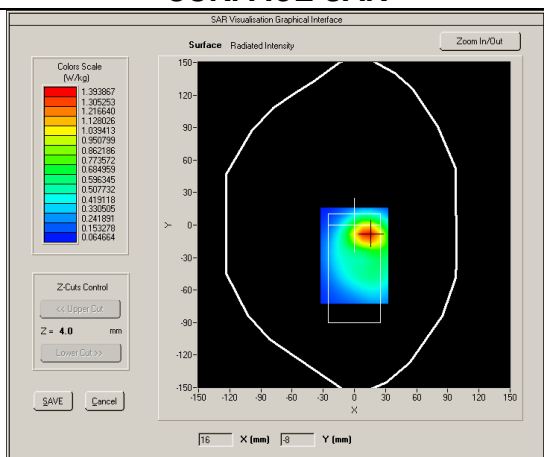 SAR Visualisation Graphical Interface
Surface Radiated Intensity
Zoom In/Out
Colors Scale
(W/kg)
1.393867
1.305253
1.216640
1.128026
1.039413
0.950799
0.862186
0.773572
0.684959
0.596345
0.507732
0.419118
0.330505
0.241891
0.153278
0.064664
Z-Cuts Control
<< Upper Cut
Z = 4.0 mm
Lower Cut >>
SAVE
Cancel
150
120
90
60
30
0
-30
-60
-90
-120
-150
Y
-150 -120 -90 -60 -30 0 30 60 90 120 150
X
16 X (mm) -8 Y (mm)